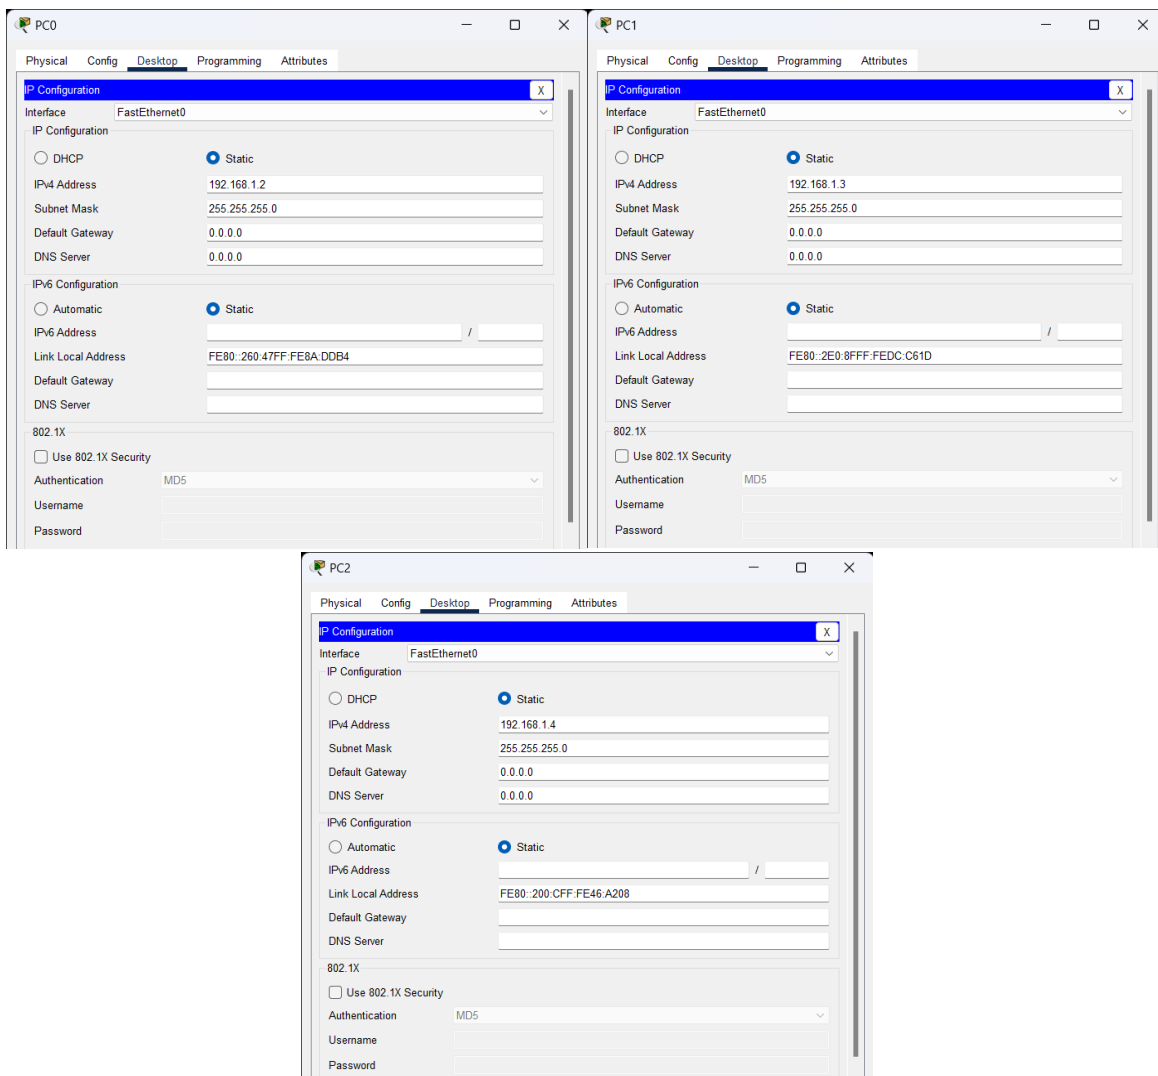 PC0
Physical Config Desktop Programming Attributes
IP Configuration X
Interface FastEthernet0
IP Configuration
DHCP Static
IPv4 Address 192.168.1.2
Subnet Mask 255.255.255.0
Default Gateway 0.0.0.0
DNS Server 0.0.0.0
IPv6 Configuration
Automatic Static
IPv6 Address /
Link Local Address FE80::260:47FF:FE8A:DDB4
Default Gateway
DNS Server
802.1X
Use 802.1X Security
Authentication MD5
Username
Password
PC1
Physical Config Desktop Programming Attributes
IP Configuration X
Interface FastEthernet0
IP Configuration
DHCP Static
IPv4 Address 192.168.1.3
Subnet Mask 255.255.255.0
Default Gateway 0.0.0.0
DNS Server 0.0.0.0
IPv6 Configuration
Automatic Static
IPv6 Address /
Link Local Address FE80::2E0:8FFF:FEDC:C61D
Default Gateway
DNS Server
802.1X
Use 802.1X Security
Authentication MD5
Username
Password
PC2
Physical Config Desktop Programming Attributes
IP Configuration X
Interface FastEthernet0
IP Configuration
DHCP Static
IPv4 Address 192.168.1.4
Subnet Mask 255.255.255.0
Default Gateway 0.0.0.0
DNS Server 0.0.0.0
IPv6 Configuration
Automatic Static
IPv6 Address /
Link Local Address FE80::200:CFF:FE46:A208
Default Gateway
DNS Server
802.1X
Use 802.1X Security
Authentication MD5
Username
Password